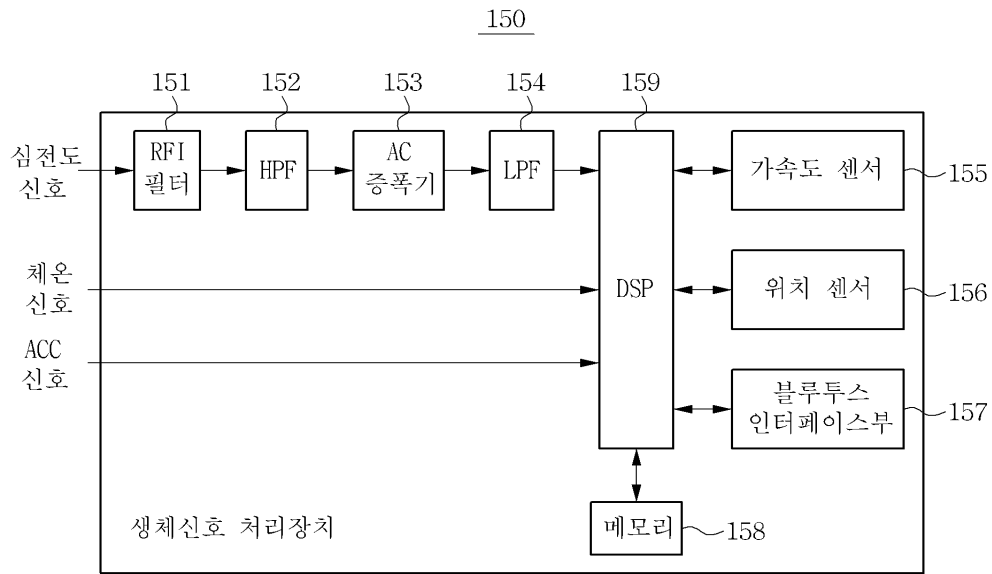 150
151
152
153
154
159
심전도
신호
RFI
필터
HPF
AC
증폭기
LPF
DSP
가속도 센서
155
체온
신호
위치 센서
156
ACC
신호
블루투스
인터페이스부
157
생체신호 처리장치
메모리
158